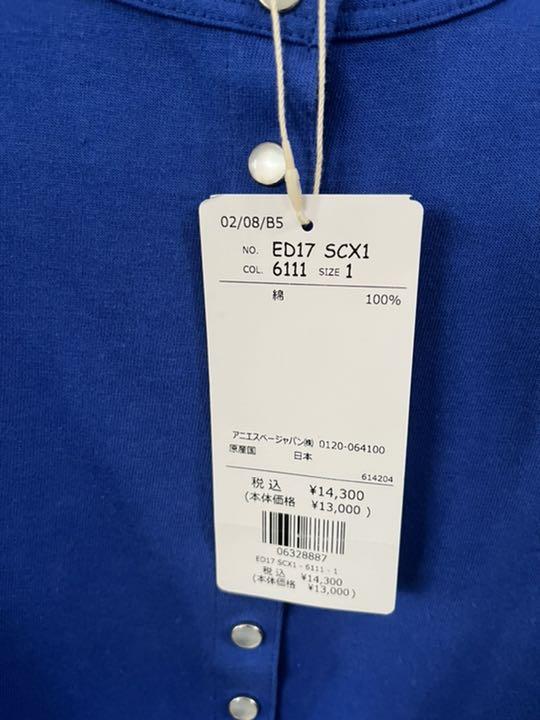 02/08/B5
NO. ED17 SCX1
COL. 6111 SIZE 1
綿 100%
アニエスベージャパン㈱ 0120-064100
原産国 日本
614204
税込 ¥14,300
(本体価格 ¥13,000 )
06328887
ED17 SCX1 - 6111 - 1
税込 ¥14,300
(本体価格 ¥13,000)